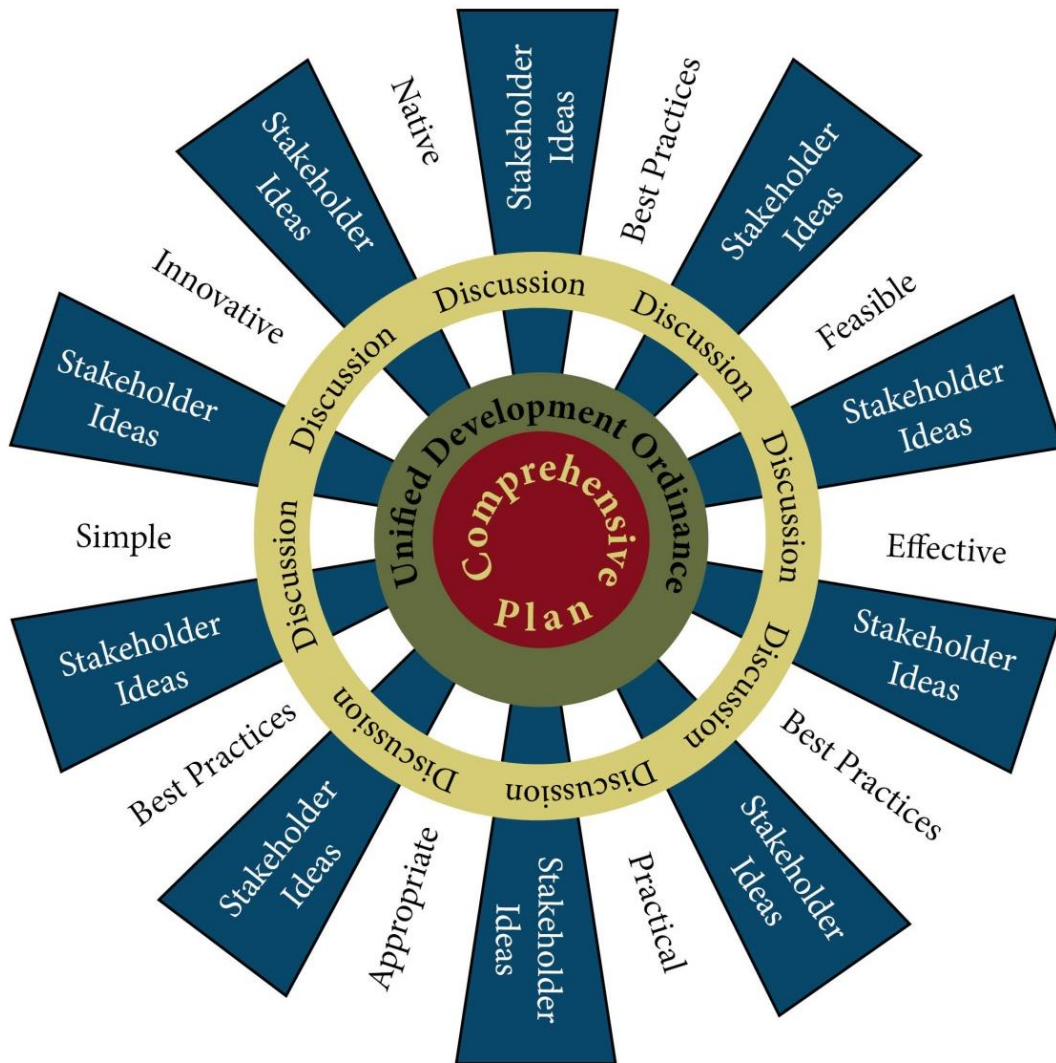 Stakeholder
Ideas
Best Practices
Stakeholder
Ideas
Feasible
Stakeholder
Ideas
Effective
Stakeholder
Ideas
Best Practices
Stakeholder
Ideas
Practical
Stakeholder
Ideas
Appropriate
Stakeholder
Ideas
Best Practices
Stakeholder
Ideas
Simple
Stakeholder
Ideas
Innovative
Stakeholder
Ideas
Native
Discussion
Discussion
Discussion
Discussion
Discussion
Discussion
Discussion
Discussion
Unified Development Ordinance
Comprehensive
Plan